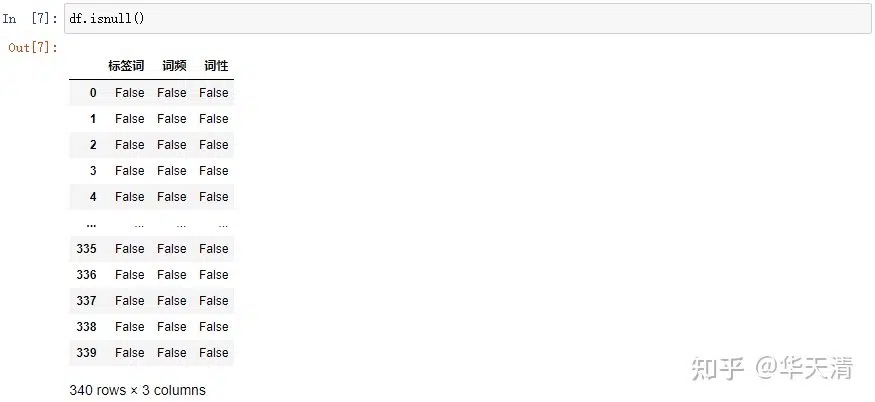 In [7]: df.isnull()
Out[7]:
标签词 词频 词性
0 False False False
1 False False False
2 False False False
3 False False False
4 False False False
... ... ... ...
335 False False False
336 False False False
337 False False False
338 False False False
339 False False False
340 rows × 3 columns
知乎 @华天清